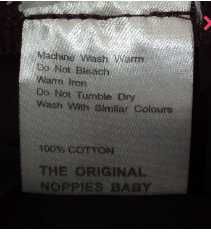 Machine Wash Warm
Do Not Bleach
Warm Iron
Do Not Tumble Dry
Wash With Similar Colours
100% COTTON
THE ORIGINAL
NOPPIES BABY